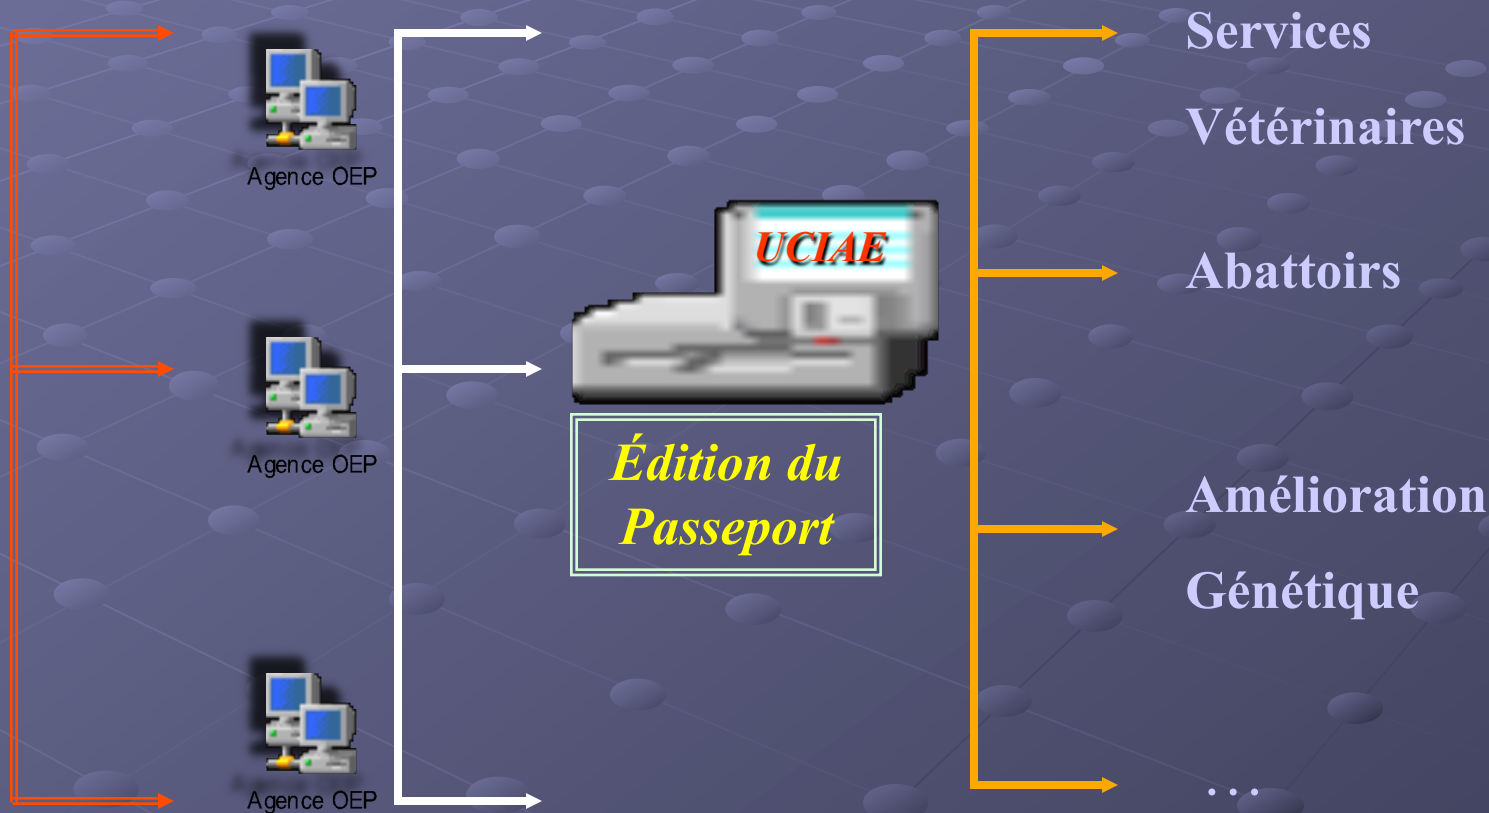 Agence OEP
Agence OEP
Agence OEP
UCIAE
Édition du
Passeport
Services
Vétérinaires
Abattoirs
Amélioration
Génétique
...